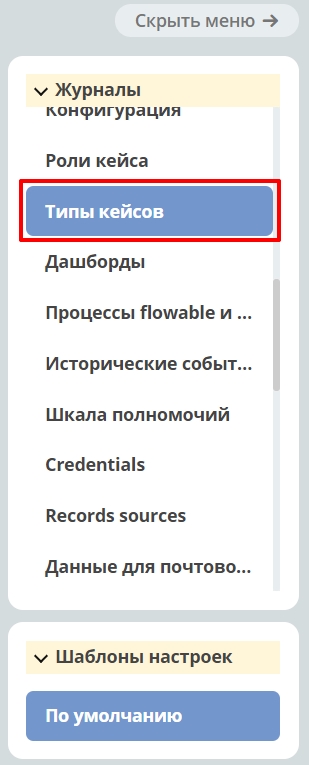 Скрыть меню →
Журналы
Конфигурация
Роли кейса
Типы кейсов
Дашборды
Процессы flowable и ...
Исторические событ...
Шкала полномочий
Credentials
Records sources
Данные для почтово...
Шаблоны настроек
По умолчанию